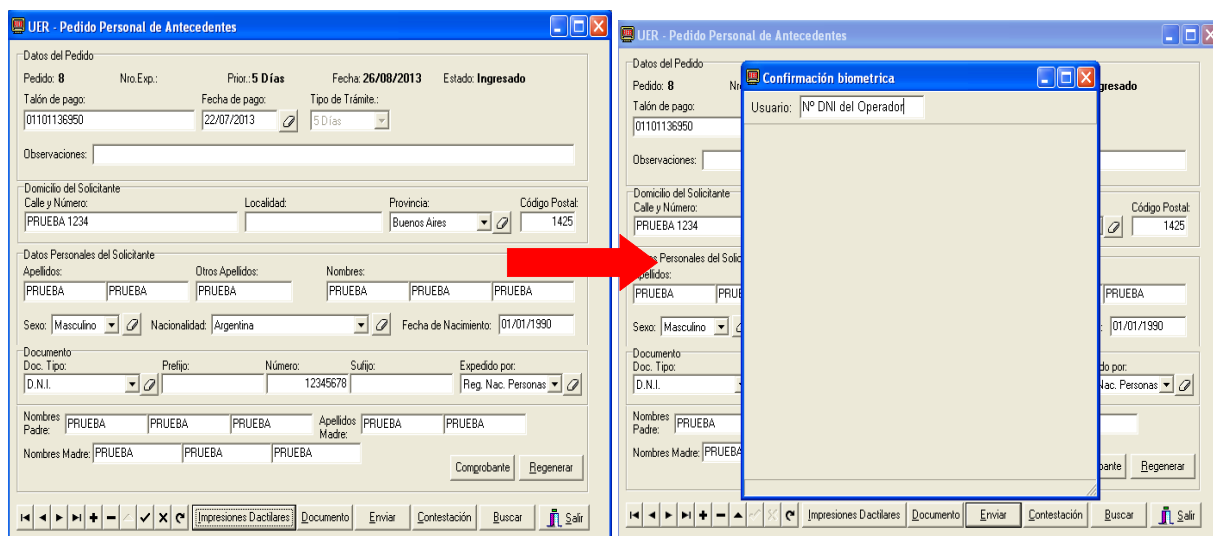 UER - Pedido Personal de Antecedentes
Datos del Pedido
Pedido: 8 Nro.Exp.: Prior.: 5 Días Fecha: 26/08/2013 Estado: Ingresado
Talón de pago: Fecha de pago: Tipo de Trámite.:
01101136950 22/07/2013 5 Días
Observaciones:
Domicilio del Solicitante
Calle y Número: Localidad: Provincia: Código Postal:
PRUEBA 1234 Buenos Aires 1425
Datos Personales del Solicitante
Apellidos: Otros Apellidos: Nombres:
PRUEBA PRUEBA PRUEBA PRUEBA PRUEBA PRUEBA
Sexo: Masculino Nacionalidad: Argentina Fecha de Nacimiento: 01/01/1990
Documento
Doc. Tipo: Prefijo: Número: Sufijo: Expedido por:
D.N.I. 12345678 Reg. Nac. Personas
Nombres Padre: PRUEBA PRUEBA PRUEBA Apellidos Madre: PRUEBA PRUEBA
Nombres Madre: PRUEBA PRUEBA PRUEBA
Comprobante Regenerar
Impresiones Dactilares Documento Enviar Contestación Buscar Salir
UER - Pedido Personal de Antecedentes
Datos del Pedido
Pedido: 8 gresado
Talón de pago:
01101136950
Observaciones:
Confirmación biometrica
Usuario: Nº DNI del Operador
Domicilio del Solicitante
Calle y Número: Código Postal:
PRUEBA 1234 1425
Personales del Solic
pellidos:
PRUEBA PRUE PRUEBA
Sexo: Masculino 01/01/1990
Documento
Doc. Tipo: do por:
D.N.I. Nac. Personas
Nombres Padre: PRUEBA
Nombres Madre: PRUEBA
bante Regenerar
Impresiones Dactilares Documento Enviar Contestación Buscar Salir